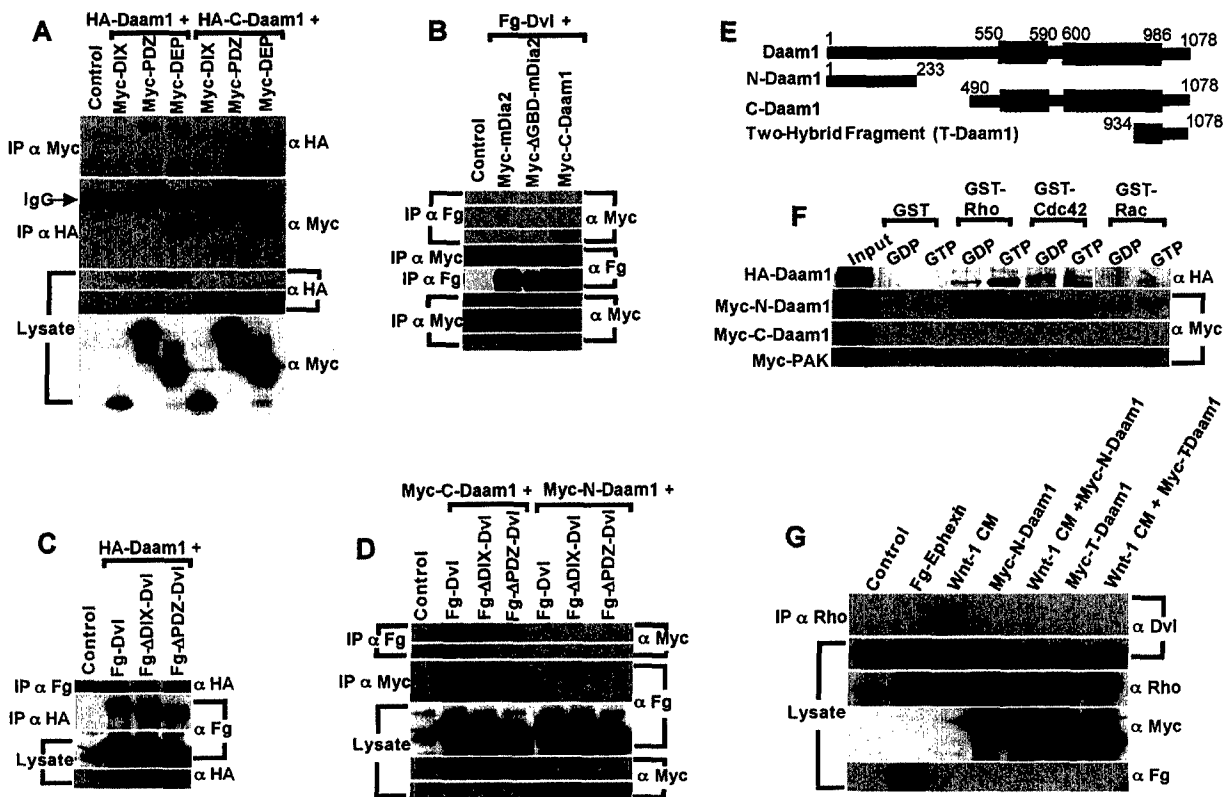 A
HA-Daam1 + HA-C-Daam1 +
Control
Myc-DIX
Myc-PDZ
Myc-DEP
Myc-DIX
Myc-PDZ
Myc-DEP
IP α Myc
α HA
IgG
IP α HA
α Myc
α HA
Lysate
α Myc
B
Fg-Dvl +
Control
Myc-mDia2
Myc-ΔGBD-mDia2
Myc-C-Daam1
IP α Fg
α Myc
IP α Myc
IP α Fg
α Fg
IP α Myc
α Myc
E
Daam1
1 550 590 600 986 1078
N-Daam1
1 233
C-Daam1
490 1078
Two-Hybrid Fragment (T-Daam1)
934 1078
F
GST GST-Rho GST-Cdc42 GST-Rac
Input GDP GTP GDP GTP GDP GTP GDP GTP
HA-Daam1
α HA
Myc-N-Daam1
Myc-C-Daam1
α Myc
Myc-PAK
C
HA-Daam1 +
Control
Fg-Dvl
Fg-ΔDIX-Dvl
Fg-ΔPDZ-Dvl
IP α Fg
α HA
IP α HA
α Fg
Lysate
α HA
D
Myc-C-Daam1 + Myc-N-Daam1 +
Control
Fg-Dvl
Fg-ΔDIX-Dvl
Fg-ΔPDZ-Dvl
Fg-Dvl
Fg-ΔDIX-Dvl
Fg-ΔPDZ-Dvl
IP α Fg
α Myc
IP α Myc
α Fg
Lysate
α Myc
G
Control
Fg-Ephexh
Wnt-1 CM
Myc-N-Daam1
Wnt-1 CM +Myc-N-Daam1
Myc-T-Daam1
Wnt-1 CM + Myc-TDaam1
IP α Rho
α Dvl
α Rho
Lysate
α Myc
α Fg